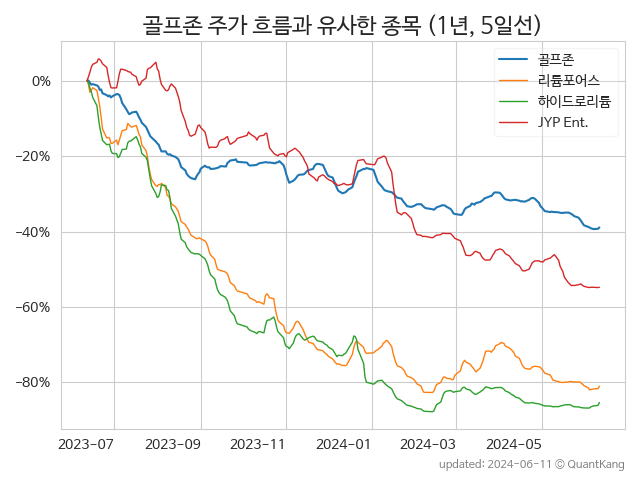 골프존 주가 흐름과 유사한 종목 (1년, 5일선)
골프존
리튬포어스
하이드로리튬
JYP Ent.
0%
−20%
−40%
−60%
−80%
2023-07 2023-09 2023-11 2024-01 2024-03 2024-05
updated: 2024-06-11 © QuantKang